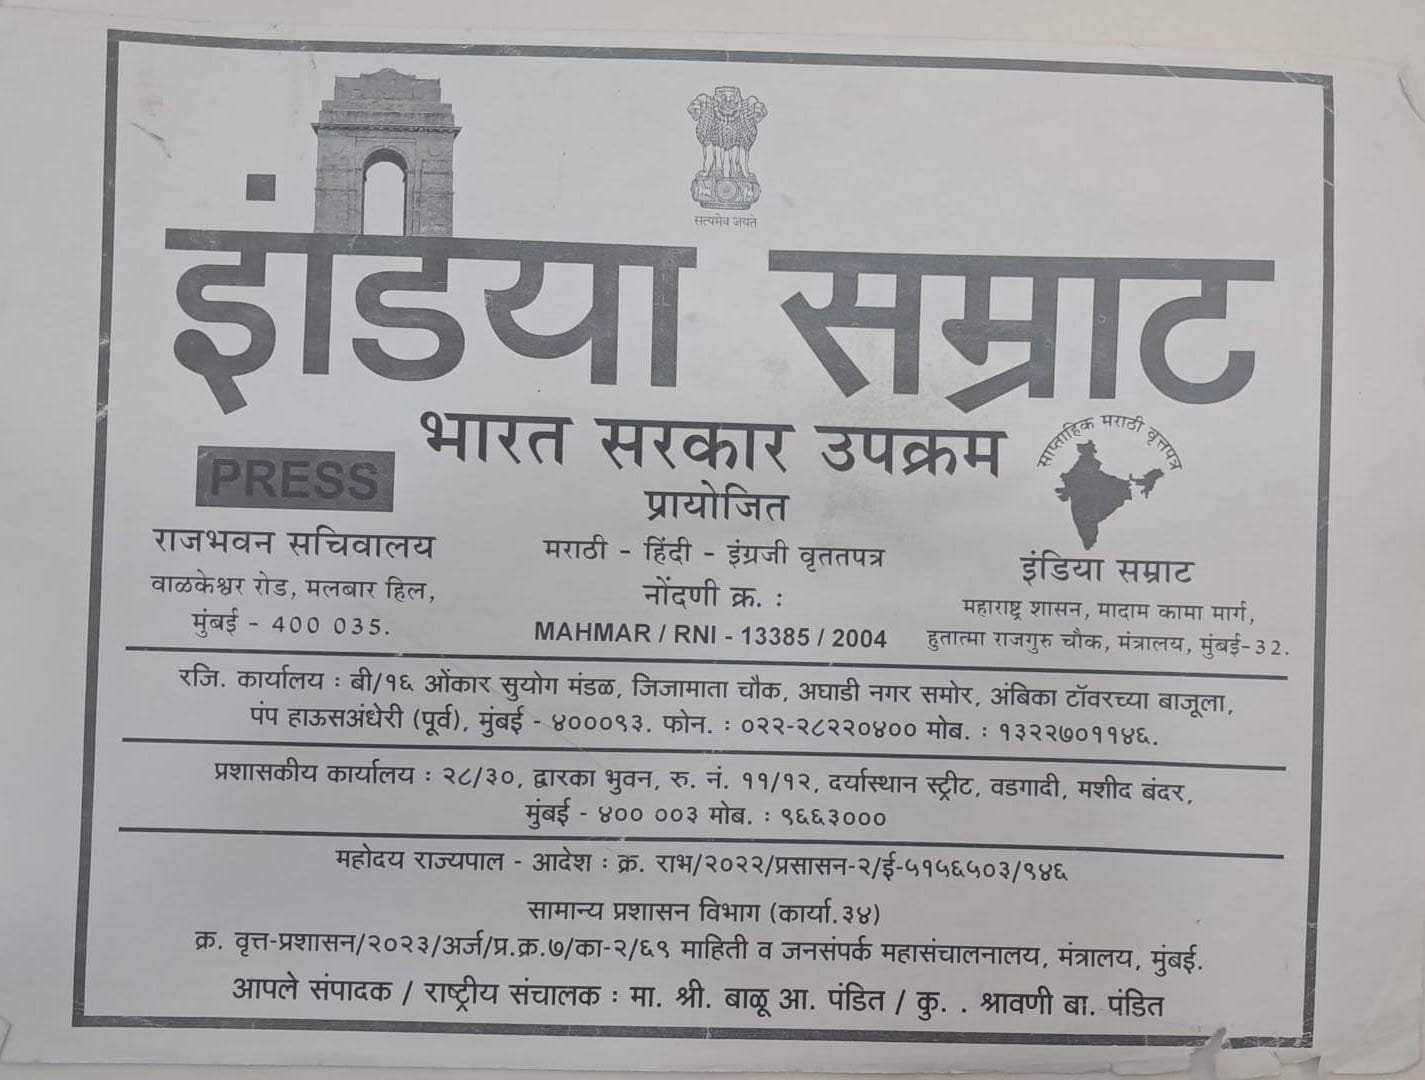 सत्यमेव जयते
इंडिया सम्राट
भारत सरकार उपक्रम
साप्ताहिक मराठी वृत्तपत्र
PRESS
प्रायोजित
राजभवन सचिवालय
वाळकेश्वर रोड, मलबार हिल,
मुंबई - 400 035.
मराठी - हिंदी - इंग्रजी वृततपत्र
नोंदणी क्र. :
MAHMAR / RNI - 13385 / 2004
इंडिया सम्राट
महाराष्ट्र शासन, मादाम कामा मार्ग,
हुतात्मा राजगुरु चौक, मंत्रालय, मुंबई-32.
रजि. कार्यालय : बी/१६ ओंकार सुयोग मंडळ, जिजामाता चौक, अघाडी नगर समोर, अंबिका टॉवरच्या बाजूला,
पंप हाऊसअंधेरी (पूर्व), मुंबई - ४०००९३. फोन. : ०२२-२८२२०४०० मोब. : १३२२७०११४६.
प्रशासकीय कार्यालय : २८/३०, द्वारका भुवन, रु. नं. ११/१२, दर्यास्थान स्ट्रीट, वडगादी, मशीद बंदर,
मुंबई - ४०० ००३ मोब. : ९६६३०००
महोदय राज्यपाल - आदेश : क्र. राभ/२०२२/प्रसासन-२/ई-५१५६५०३/९४६
सामान्य प्रशासन विभाग (कार्या.३४)
क्र. वृत्त-प्रशासन/२०२३/अर्ज/प्र.क्र.७/का-२/६९ माहिती व जनसंपर्क महासंचालनालय, मंत्रालय, मुंबई.
आपले संपादक / राष्ट्रीय संचालक : मा. श्री. बाळू आ. पंडित / कु. . श्रावणी बा. पंडित